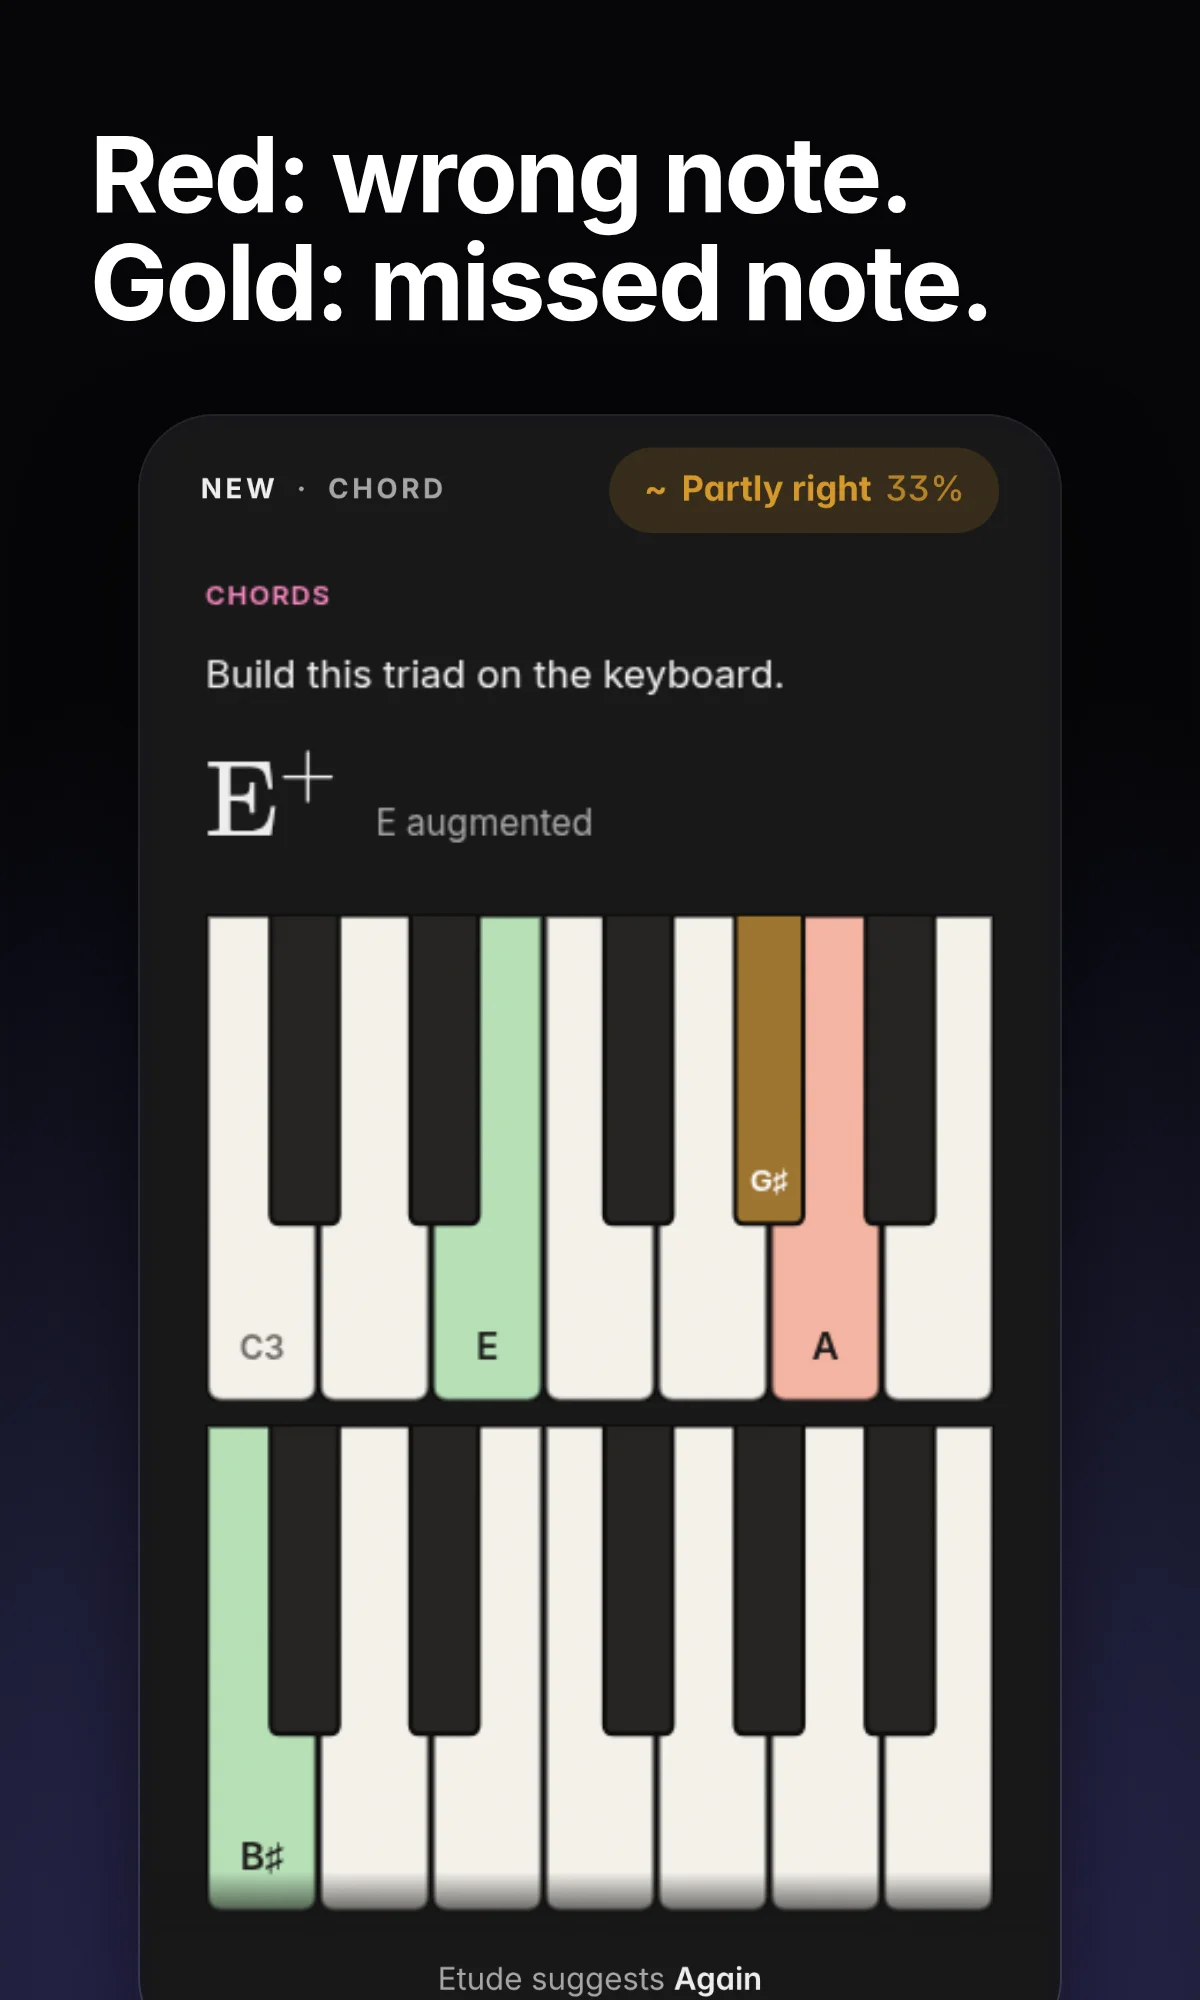 Red: wrong note.
Gold: missed note.
NEW · CHORD
~ Partly right 33%
CHORDS
Build this triad on the keyboard.
E+ E augmented
G♯
C3 E A
B♯
Etude suggests Again